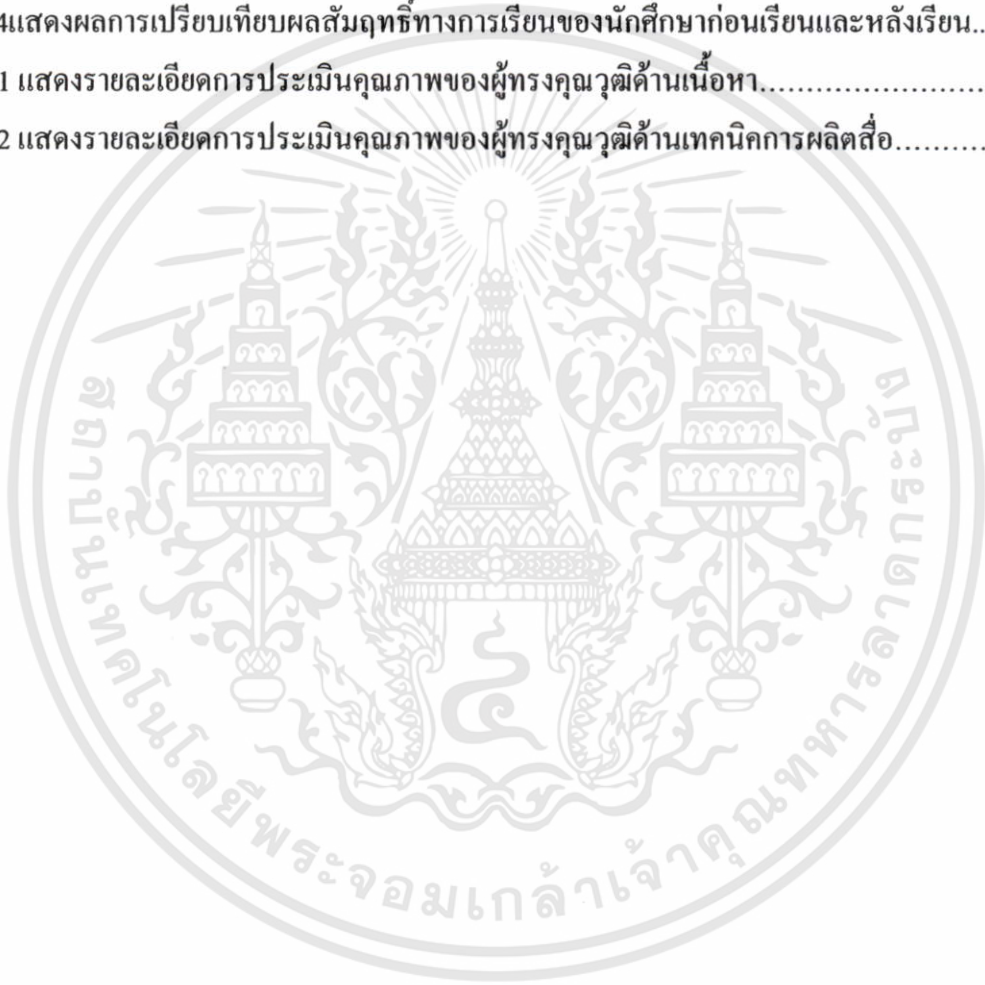 4แสดงผลการเปรียบเทียบผลสัมฤทธิ์ทางการเรียนของนักศึกษาก่อนเรียนและหลังเรียน..
1 แสดงรายละเอียดการประเมินคุณภาพของผู้ทรงคุณวุฒิด้านเนื้อหา.......................
2 แสดงรายละเอียดการประเมินคุณภาพของผู้ทรงคุณวุฒิด้านเทคนิคการผลิตสื่อ..........
สถาบันเทคโนโลยีพระจอมเกล้าเจ้าคุณทหารลาดกระบัง
๔